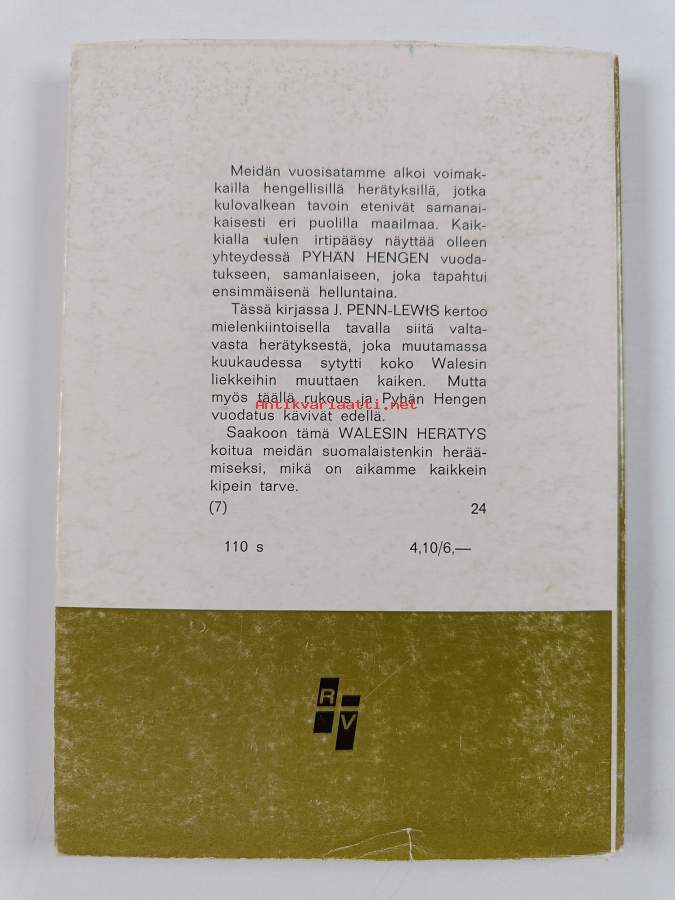 Meidän vuosisatamme alkoi voimak-
kailla hengellisillä herätyksillä, jotka
kulovalkean tavoin etenivät samanai-
kaisesti eri puolilla maailmaa. Kaik-
kialla tulen irtipääsy näyttää olleen
yhteydessä PYHÄN HENGEN vuoda-
tukseen, samanlaiseen, joka tapahtui
ensimmäisenä helluntaina.
Tässä kirjassa J. PENN-LEWIS kertoo
mielenkiintoisella tavalla siitä valta-
vasta herätyksestä, joka muutamassa
kuukaudessa sytytti koko Walesin
liekkeihin muuttaen kaiken. Mutta
myös täällä rukous ja Pyhän Hengen
Antikvariaatti.net
vuodatus kävivät edellä.
Saakoon tämä WALESIN HERÄTYS
koitua meidän suomalaistenkin herää-
miseksi, mikä on aikamme kaikkein
kipein tarve.
(7) 24
110 s 4,10/6,—
R
V